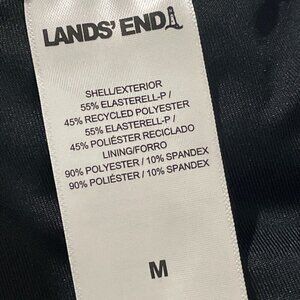 LANDS' END
SHELL/EXTERIOR
55% ELASTERELL-P /
45% RECYCLED POLYESTER
55% ELASTERELL-P /
45% POLIÉSTER RECICLADO
LINING/FORRO
90% POLYESTER / 10% SPANDEX
90% POLIÉSTER / 10% SPANDEX
M